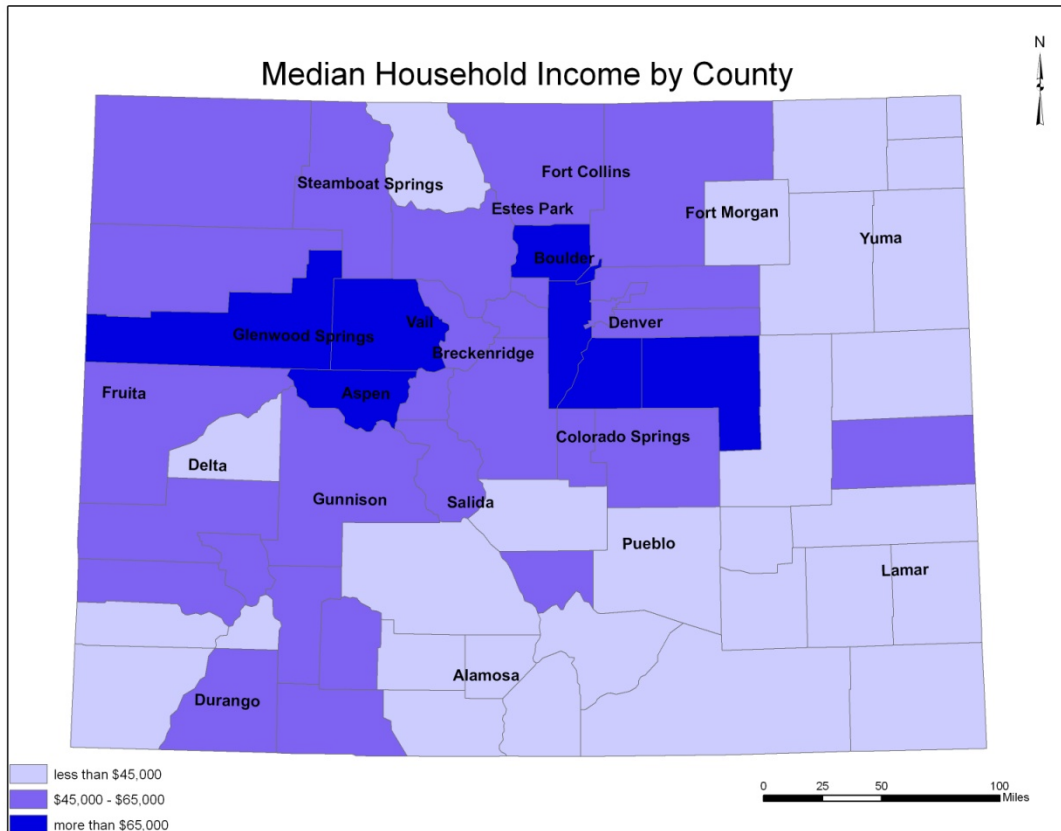 N
Median Household Income by County
Fort Collins
Steamboat Springs
Estes Park
Fort Morgan
Yuma
Boulder
Vail
Denver
Glenwood Springs
Breckenridge
Fruita
Aspen
Colorado Springs
Delta
Gunnison
Salida
Pueblo
Lamar
Alamosa
Durango
less than $45,000
$45,000 - $65,000
more than $65,000
0 25 50 100
Miles